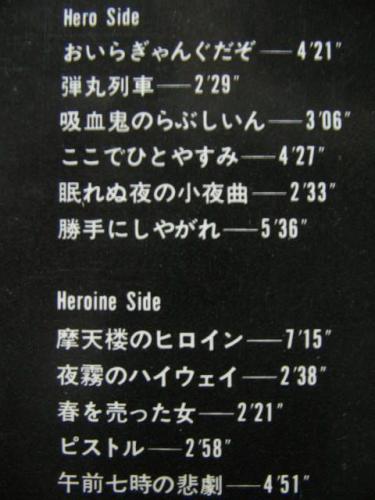 Hero Side
おいらぎゃんぐだぞ——4'21"
弾丸列車——2'29"
吸血鬼のらぶしいん——3'06"
ここでひとやすみ——4'27"
眠れぬ夜の小夜曲——2'33"
勝手にしやがれ——5'36"
Heroine Side
摩天楼のヒロイン——7'15"
夜霧のハイウェイ——2'38"
春を売った女——2'21"
ピストル——2'58"
午前七時の悲劇——4'51"